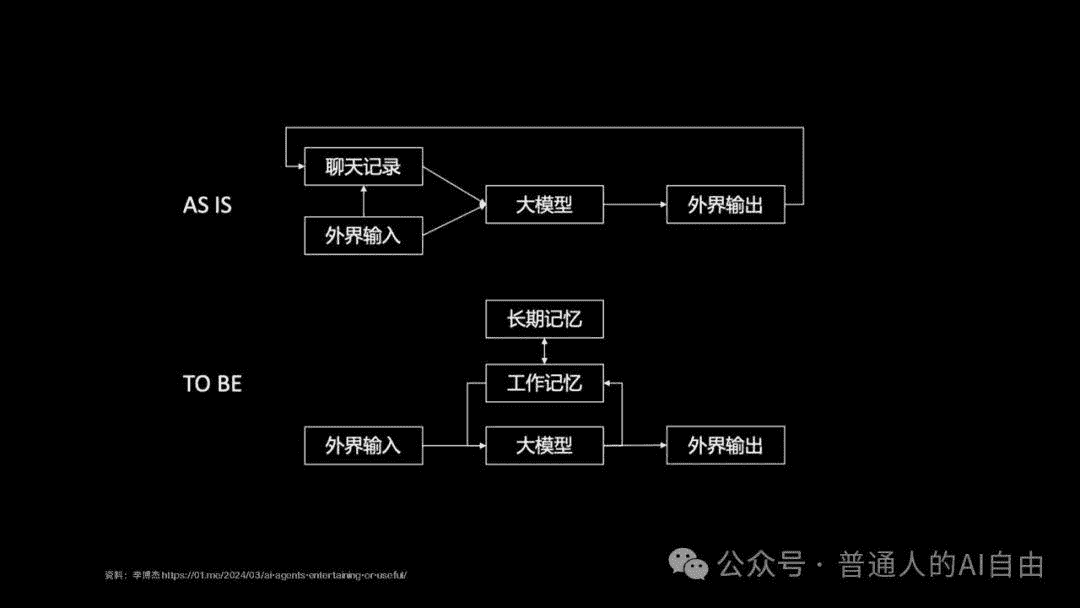 聊天记录
AS IS
大模型
外界输出
外界输入
长期记忆
TO BE
工作记忆
外界输入
大模型
外界输出
资料：李博杰 https://01.me/2024/03/ai-agents-entertaining-or-useful/
公众号 · 普通人的AI自由